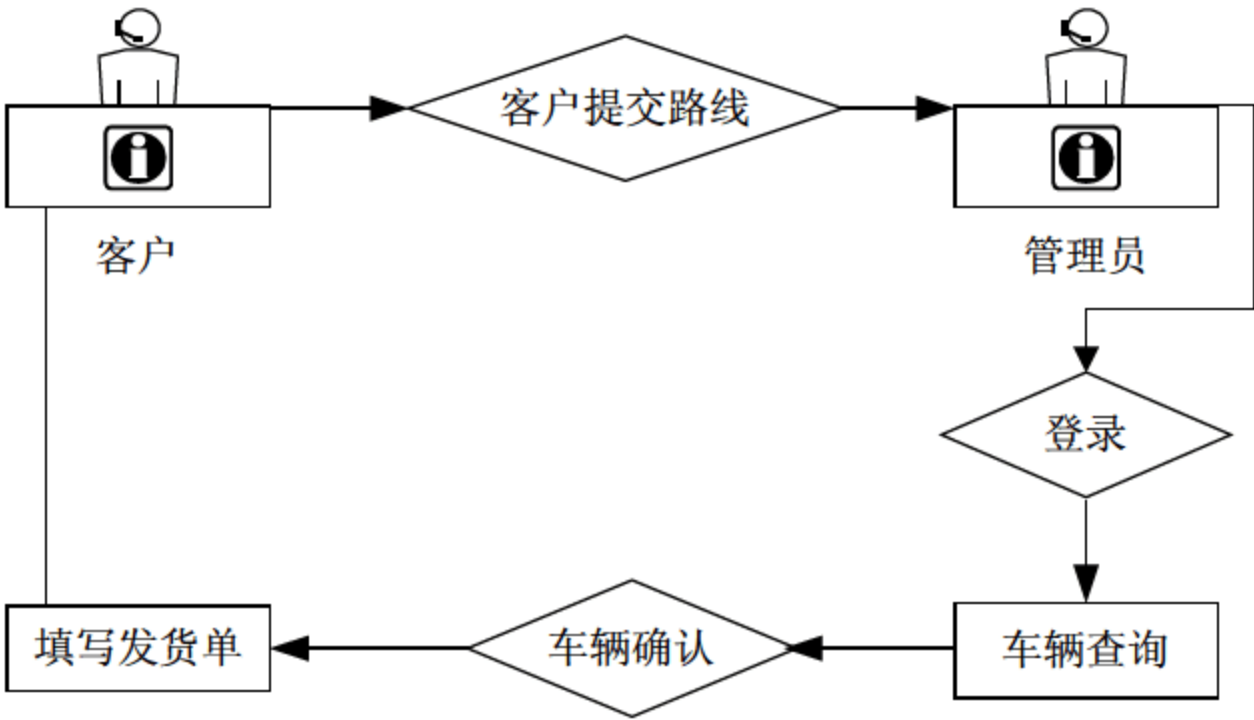 客户提交路线
客户
管理员
登录
填写发货单
车辆确认
车辆查询